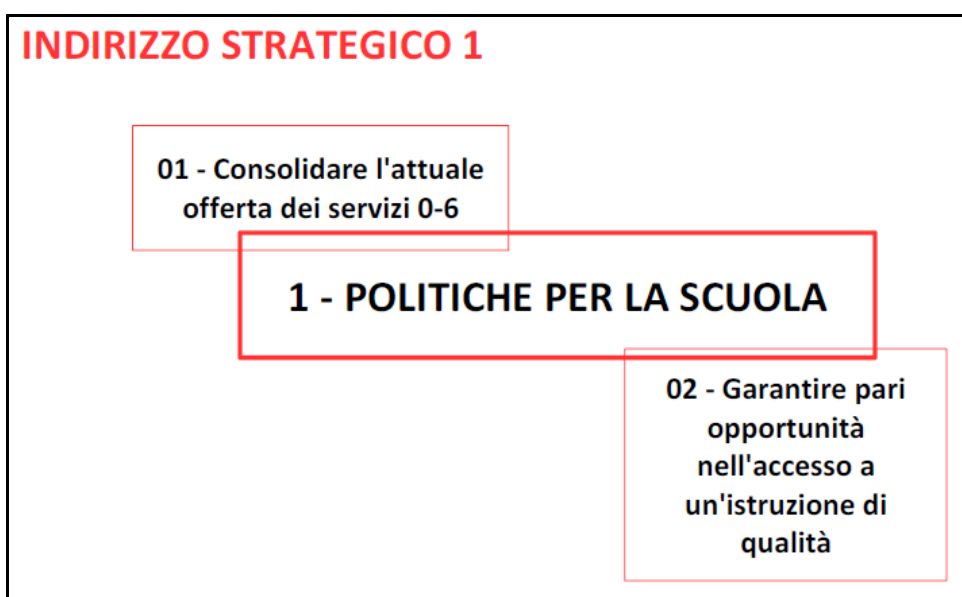 INDIRIZZO STRATEGICO 1
01 - Consolidare l'attuale
offerta dei servizi 0-6
1 - POLITICHE PER LA SCUOLA
02 - Garantire pari
opportunità
nell'accesso a
un'istruzione di
qualità